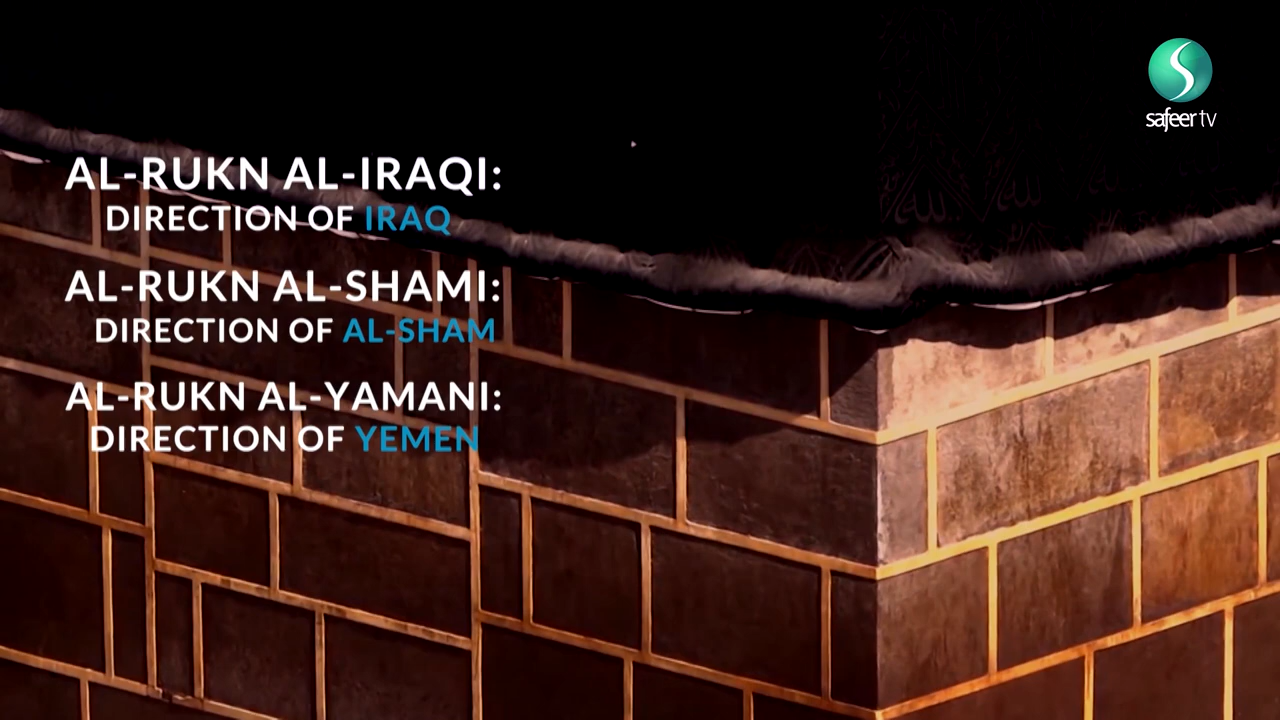 safeer tv
AL-RUKN AL-IRAQI:
DIRECTION OF IRAQ
AL-RUKN AL-SHAMI:
DIRECTION OF AL-SHAM
AL-RUKN AL-YAMANI:
DIRECTION OF YEMEN